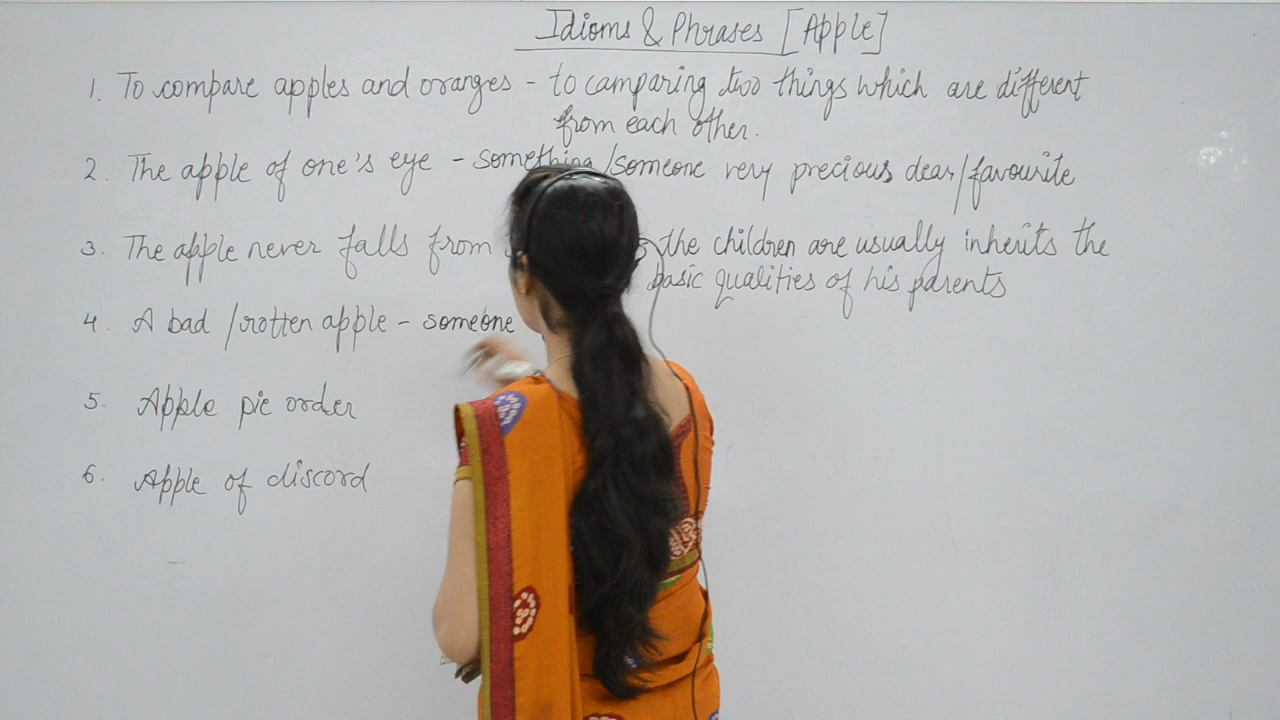 Idioms & Phrases [Apple]
1. To compare apples and oranges - to camparing two things which are different
from each other.
2. The apple of one's eye - something/someone very precious dear/favourite
3. The apple never falls from the children are usually inherits the
basic qualities of his parents
4. A bad /rotten apple - someone
5. Apple pie order
6. Apple of discord